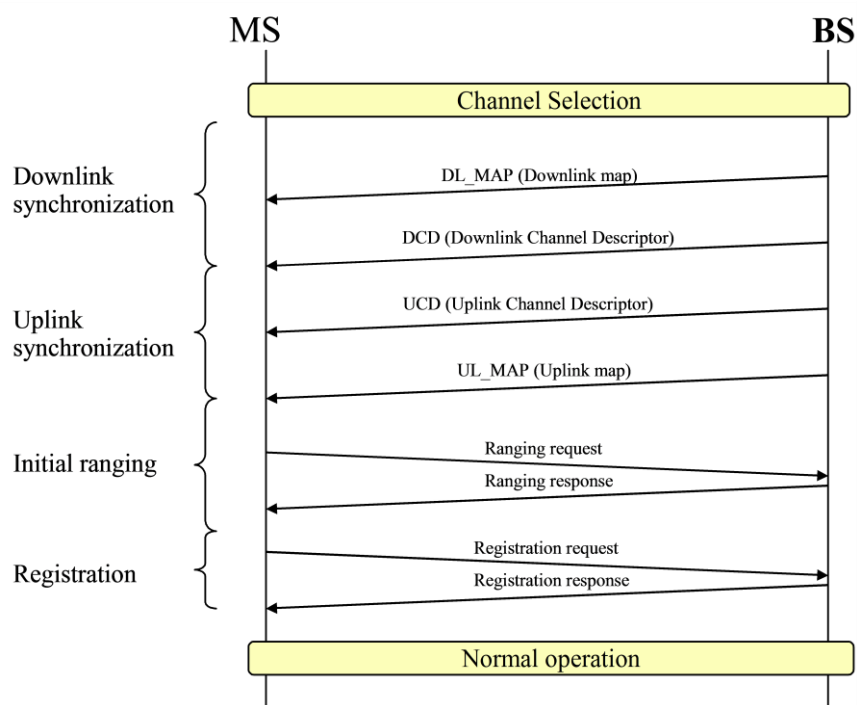 MS
BS
Channel Selection
Downlink
synchronization
DL_MAP (Downlink map)
DCD (Downlink Channel Descriptor)
Uplink
synchronization
UCD (Uplink Channel Descriptor)
UL_MAP (Uplink map)
Initial ranging
Ranging request
Ranging response
Registration
Registration request
Registration response
Normal operation